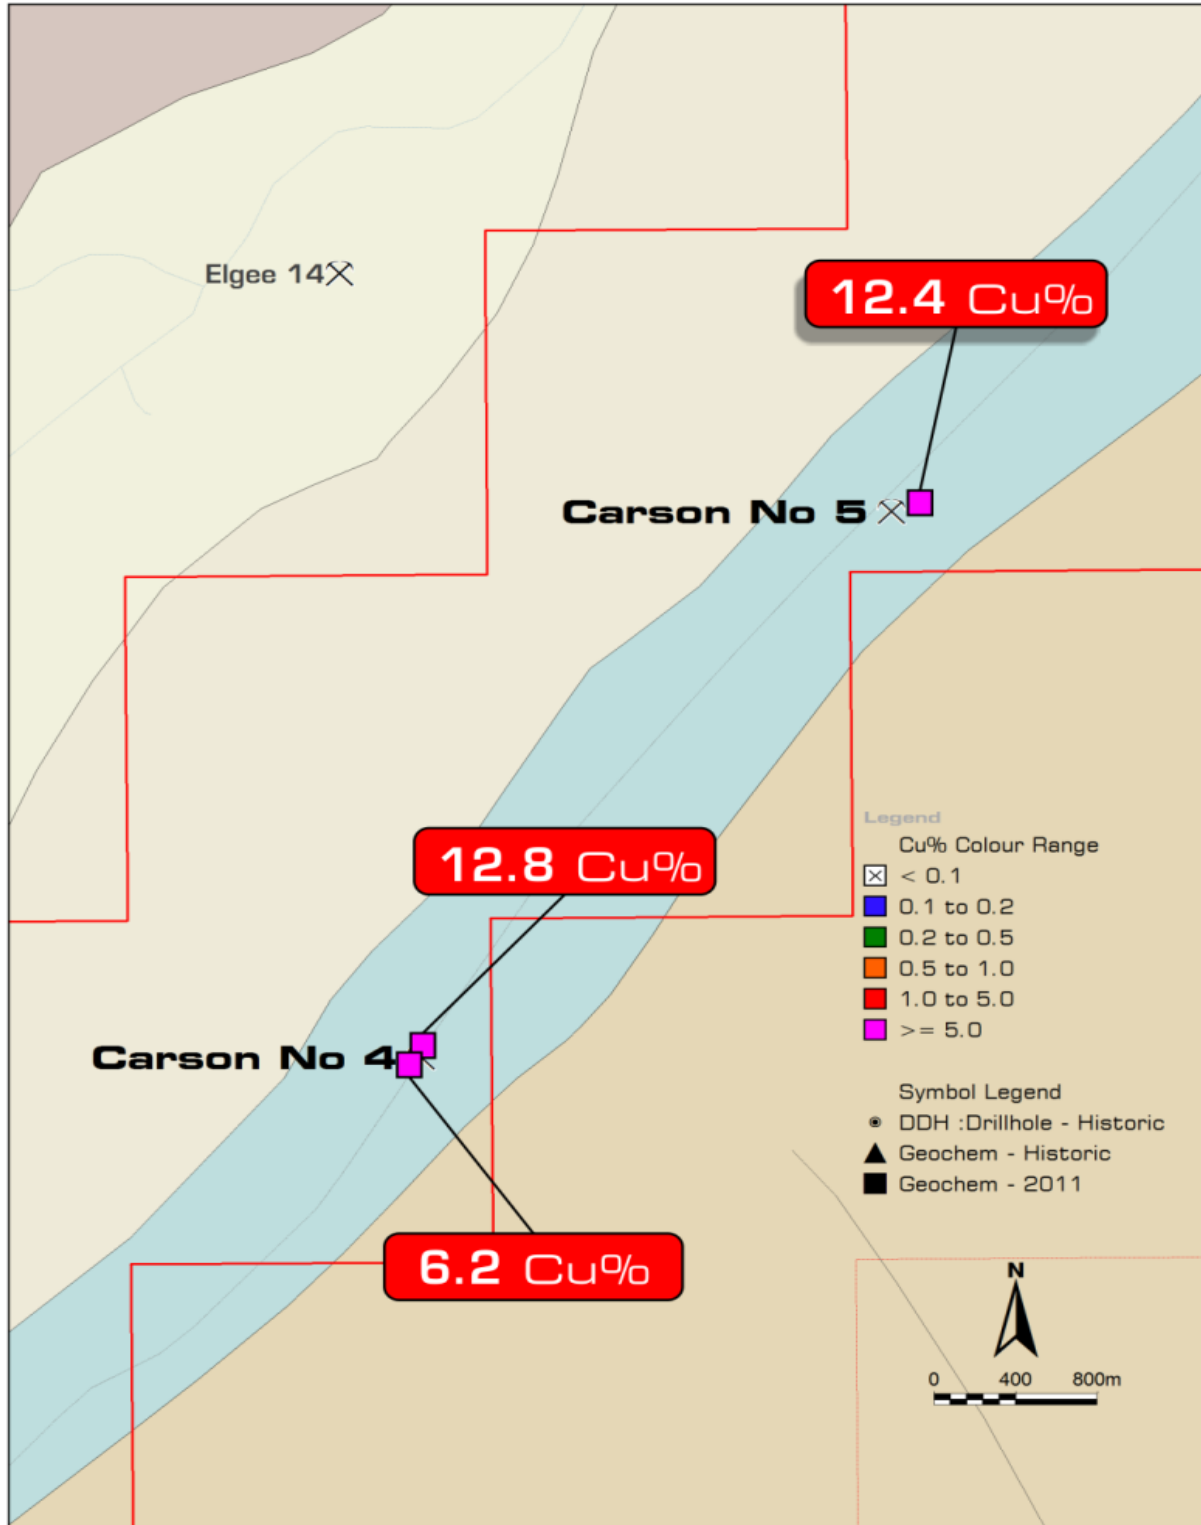 Elgee 14
12.4 Cu%
Carson No 5
12.8 Cu%
Carson No 4
6.2 Cu%
Legend
Cu% Colour Range
< 0.1
0.1 to 0.2
0.2 to 0.5
0.5 to 1.0
1.0 to 5.0
>= 5.0
Symbol Legend
DDH :Drillhole - Historic
Geochem - Historic
Geochem - 2011
N
0 400 800m